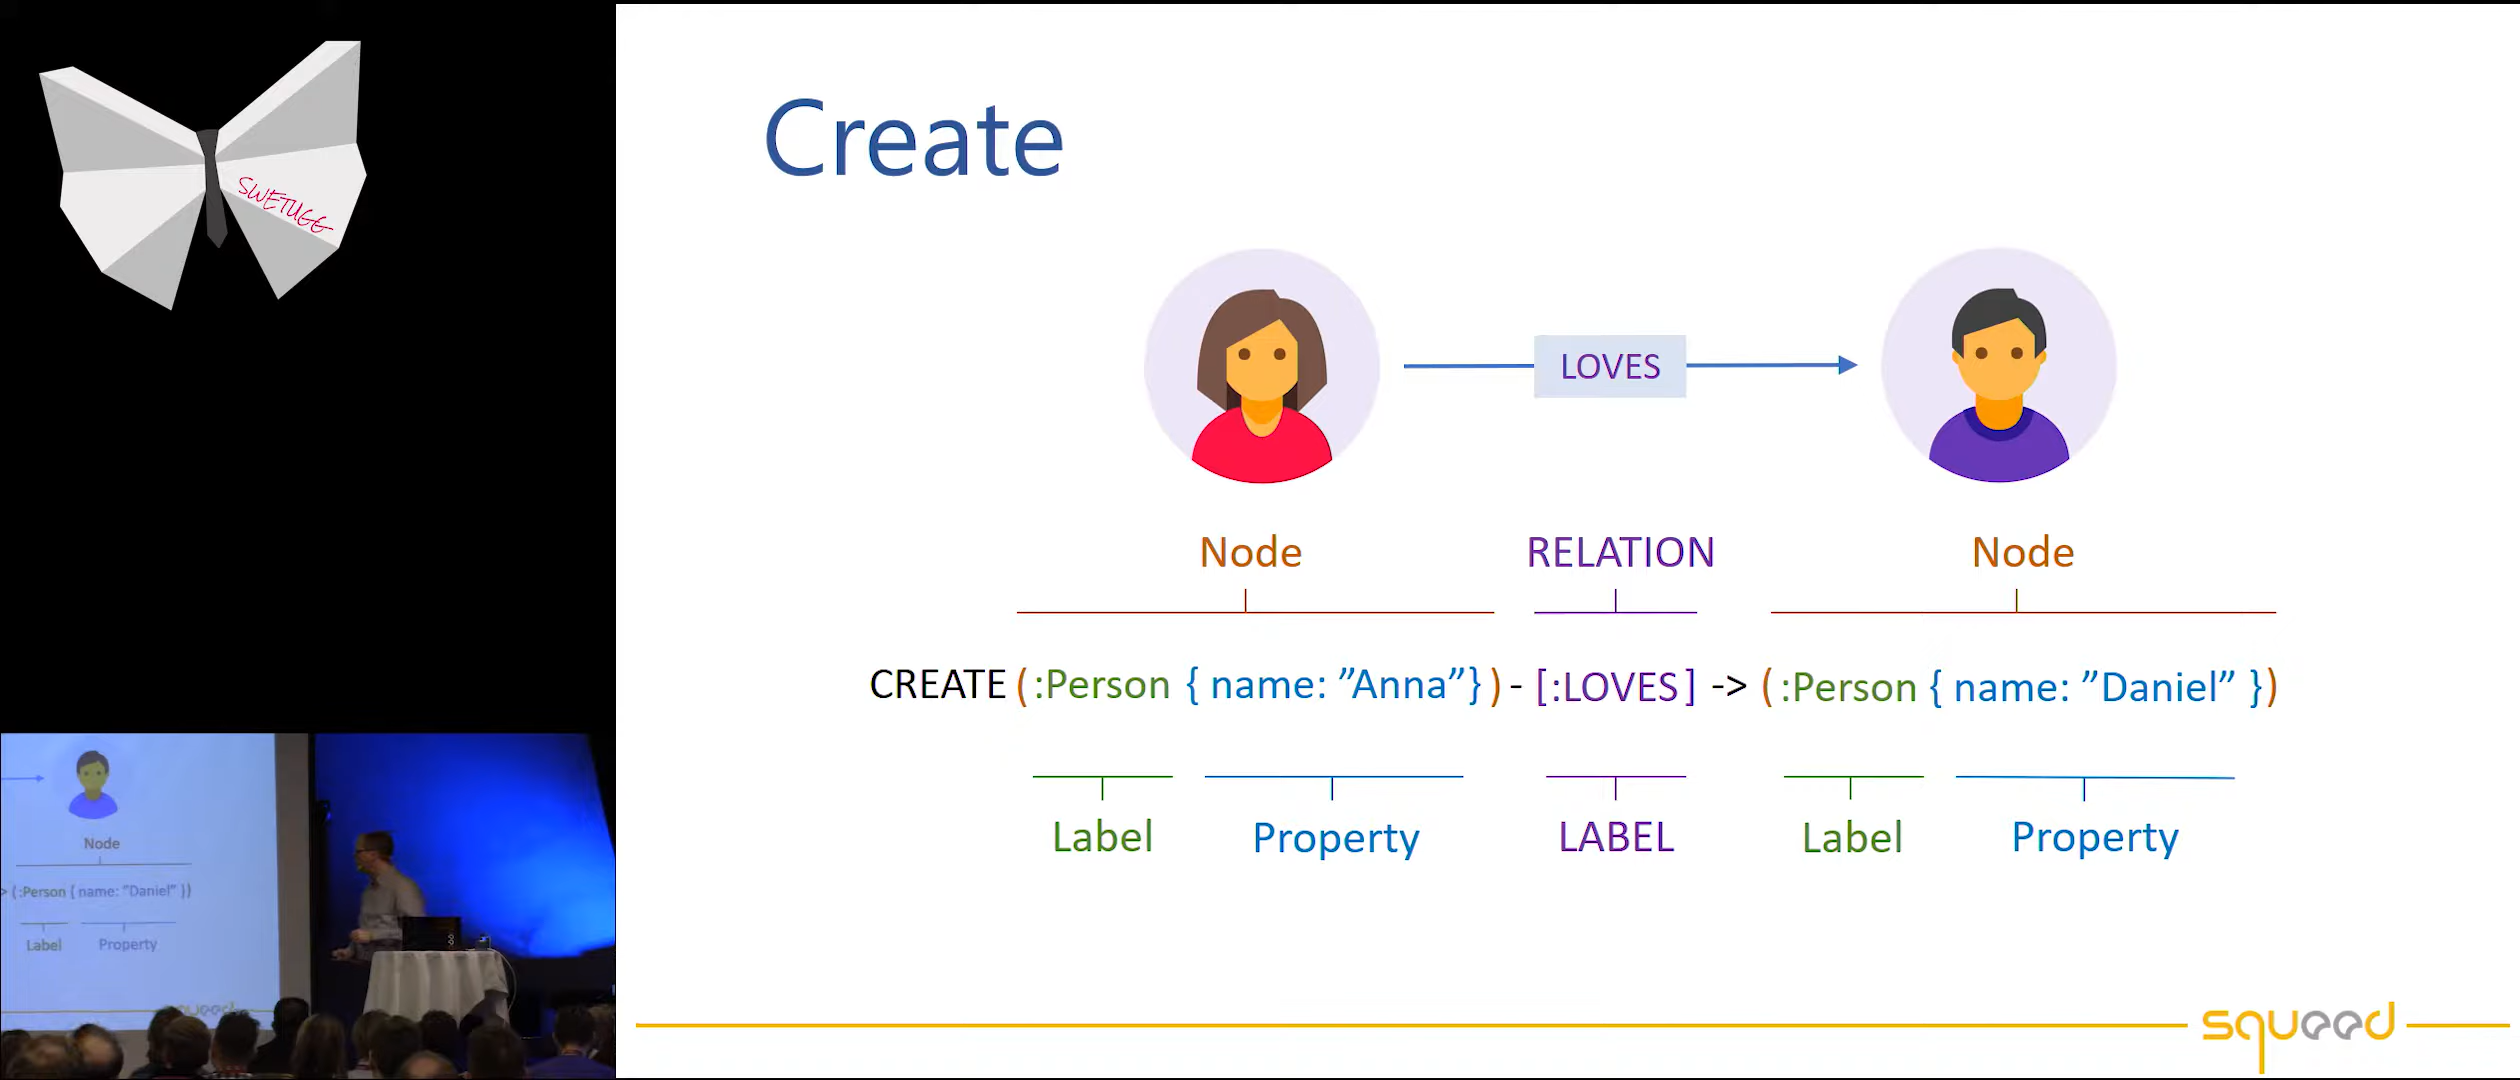 SWETUGG
Create
LOVES
Node RELATION Node
CREATE (:Person { name: ”Anna”}) - [:LOVES] -> (:Person { name: ”Daniel” })
Label Property LABEL Label Property
squeed
Node
> (:Person { name: ”Daniel” })
Label Property
squeed